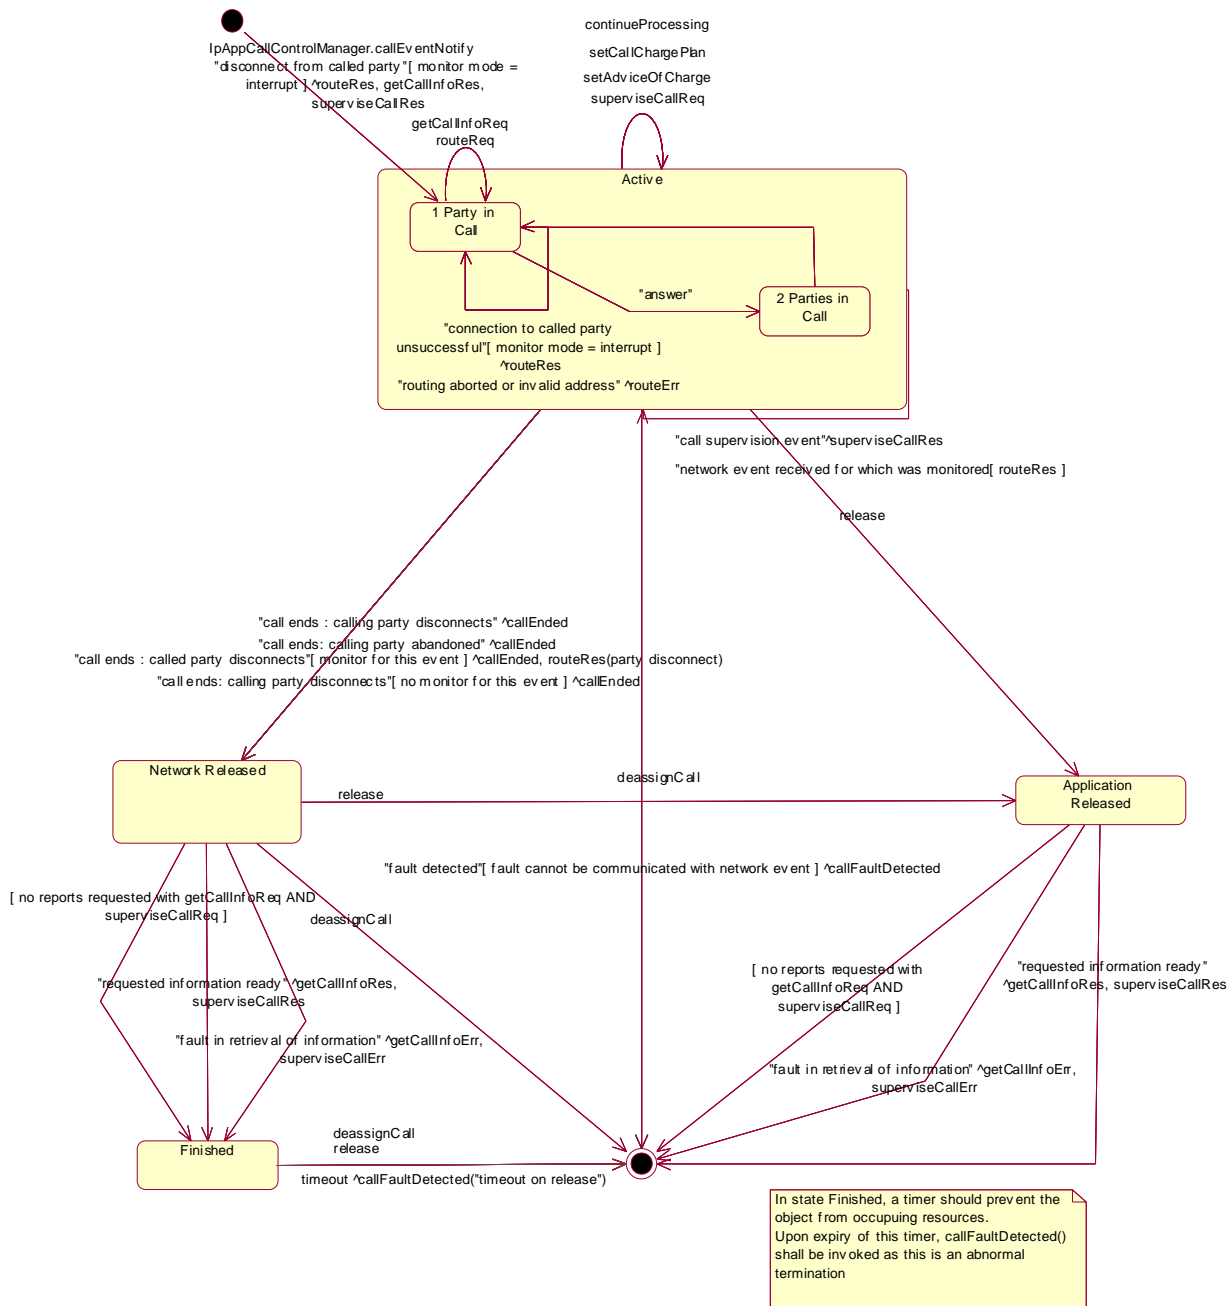 continueProcessing
IpAppCallControlManager.callEventNotify
setCallChargePlan
"disconnect from called party"[ monitor mode =
interrupt ] ^routeRes, getCallInfoRes,
superviseCallRes
setAdviceOfCharge
superviseCallReq
getCallInfoReq
routeReq
Active
1 Party in
Call
"answer"
2 Parties in
Call
"connection to called party
unsuccessful"[ monitor mode = interrupt ]
^routeRes
"routing aborted or invalid address" ^routeErr
"call supervision event"^superviseCallRes
"network event received for which was monitored[ routeRes ]
release
"call ends : calling party disconnects" ^callEnded
"call ends: calling party abandoned" ^callEnded
"call ends : called party disconnects"[ monitor for this event ] ^callEnded, routeRes(party disconnect)
"call ends: calling party disconnects"[ no monitor for this event ] ^callEnded
Network Released
deassignCall
release
Application
Released
"fault detected"[ fault cannot be communicated with network event ] ^callFaultDetected
[ no reports requested with getCallInfoReq AND
superviseCallReq ]
deassignCall
"requested information ready" ^getCallInfoRes,
superviseCallRes
[ no reports requested with
getCallInfoReq AND
superviseCallReq ]
"requested information ready"
^getCallInfoRes, superviseCallRes
"fault in retrieval of information" ^getCallInfoErr,
superviseCallErr
"fault in retrieval of information" ^getCallInfoErr,
superviseCallErr
Finished
deassignCall
release
timeout ^callFaultDetected("timeout on release")
In state Finished, a timer should prevent the
object from occupuing resources.
Upon expiry of this timer, callFaultDetected()
shall be invoked as this is an abnormal
termination